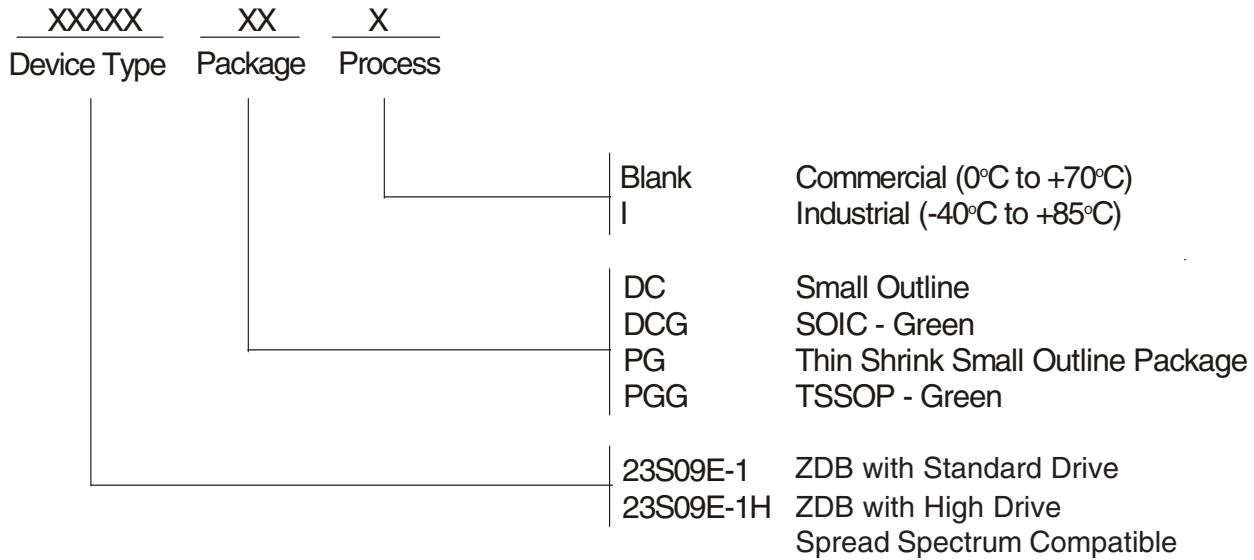 XXXXX XX X
Device Type Package Process
Blank Commercial (0°C to +70°C)
I Industrial (-40°C to +85°C)
DC Small Outline
DCG SOIC - Green
PG Thin Shrink Small Outline Package
PGG TSSOP - Green
23S09E-1 ZDB with Standard Drive
23S09E-1H ZDB with High Drive
Spread Spectrum Compatible